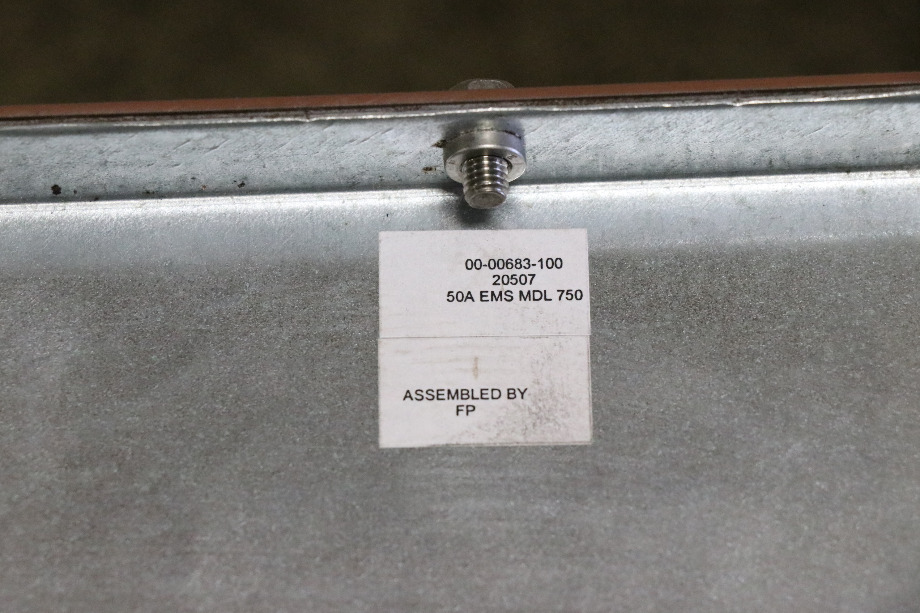 00-00683-100
20507
50A EMS MDL 750
ASSEMBLED BY
FP